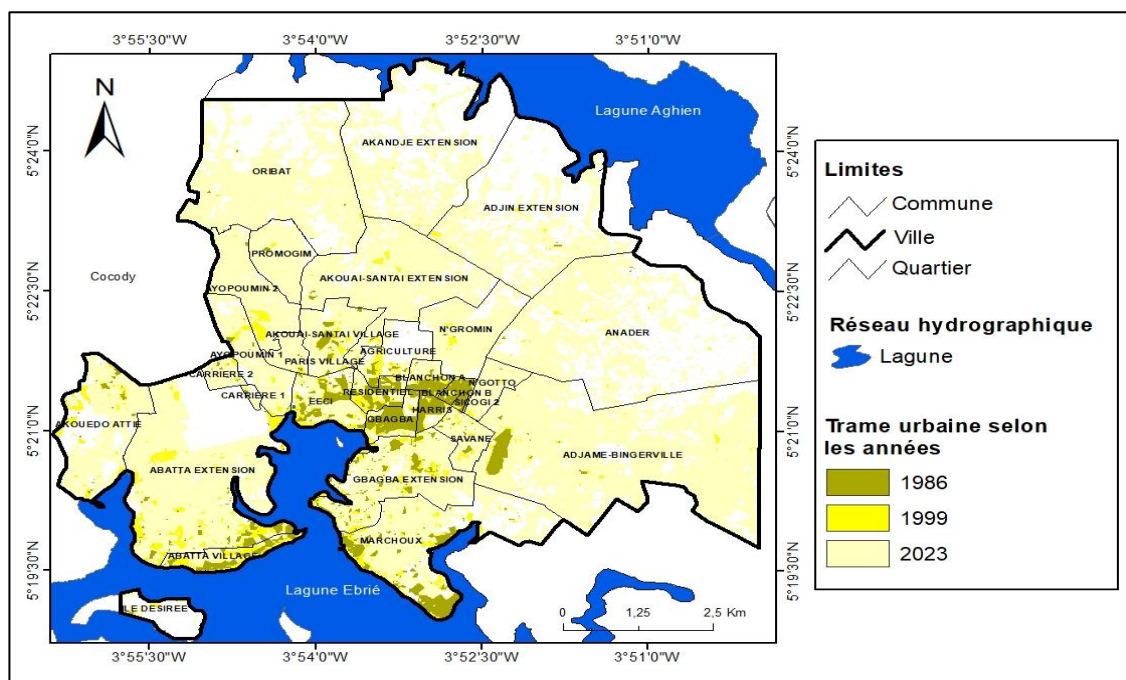 3°55'30"W 3°54'0"W 3°52'30"W 3°51'0"W
N
Lagune Aghien
5°24'0"N
5°24'0"N
AKANDJE EXTENSION
ORIBAT
ADJIN EXTENSION
PROMOGIM
Cocody
AKOUAI-SANTAI EXTENSION
AYOPOUMIN 2
5°22'30"N
5°22'30"N
N'GROMIN
ANADER
AKOUAI-SANTAI VILLAGE
AGRICULTURE
AYOPOUMIN 1
PARIS VILLAGE
CARRIERE 2
BLANCHON A
N'GOTTO
CARRIERE 1
EECI
RESIDENTIEL
BLANCHON B
SICOGI 2
HARRIS
GBAGBA
AKOUEDO ATTIE
5°21'0"N
5°21'0"N
SAVANE
ADJAME-BINGERVILLE
ABATTA EXTENSION
GBAGBA EXTENSION
MARCHOUX
ABATTA VILLAGE
5°19'30"N
5°19'30"N
Lagune Ebrié
ILE DESIREE
0 1,25 2,5 Km
3°55'30"W 3°54'0"W 3°52'30"W 3°51'0"W
Limites
Commune
Ville
Quartier
Réseau hydrographique
Lagune
Trame urbaine selon
les années
1986
1999
2023